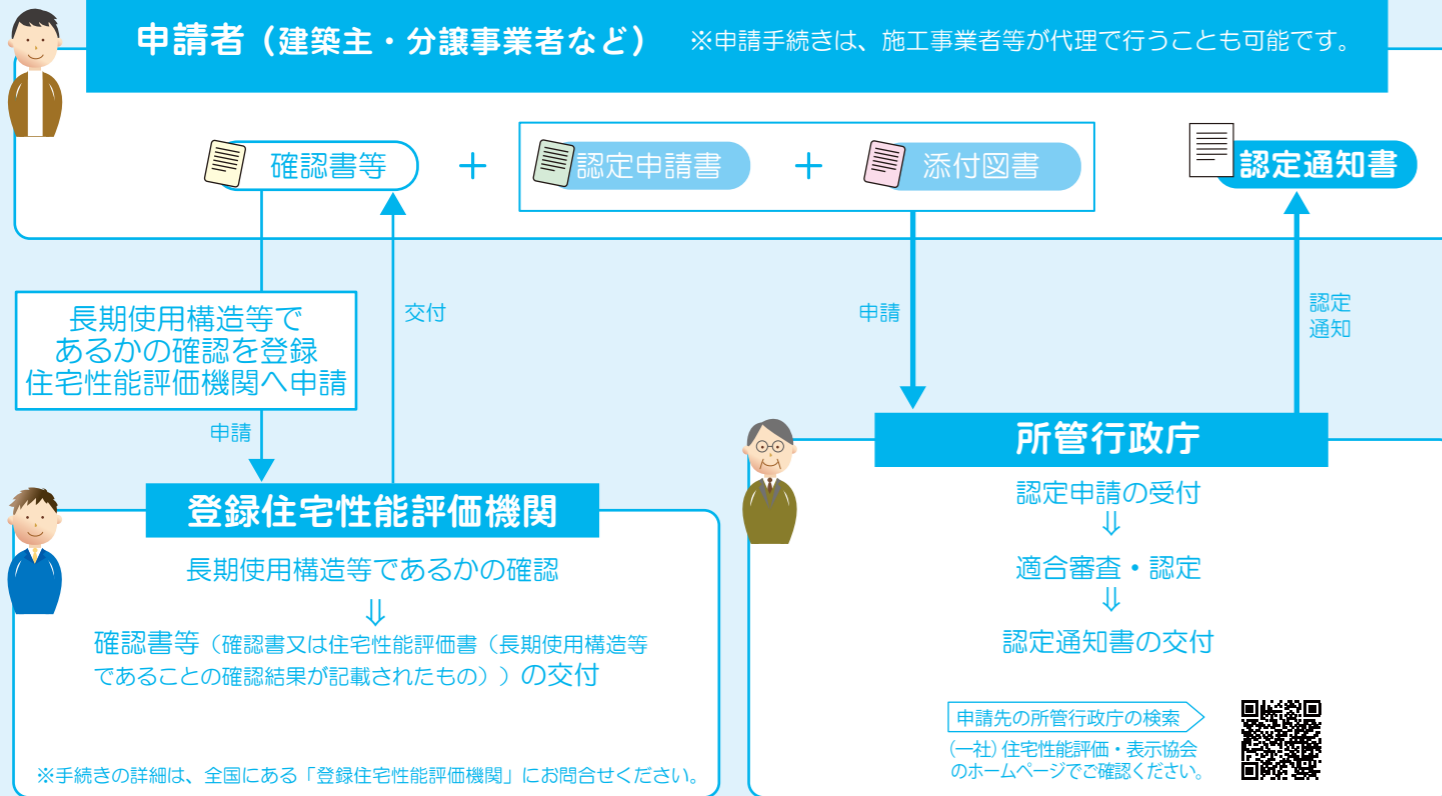 申請者（建築主・分譲事業者など） ※申請手続きは、施工事業者等が代理で行うことも可能です。
確認書等 ＋ 認定申請書 ＋ 添付図書
認定通知書
長期使用構造等で
あるかの確認を登録
住宅性能評価機関へ申請
申請
交付
申請
認定
通知
登録住宅性能評価機関
長期使用構造等であるかの確認
⇓
確認書等（確認書又は住宅性能評価書（長期使用構造等
であることの確認結果が記載されたもの））の交付
※手続きの詳細は、全国にある「登録住宅性能評価機関」にお問合せください。
所管行政庁
認定申請の受付
⇓
適合審査・認定
⇓
認定通知書の交付
申請先の所管行政庁の検索
（一社）住宅性能評価・表示協会
のホームページでご確認ください。